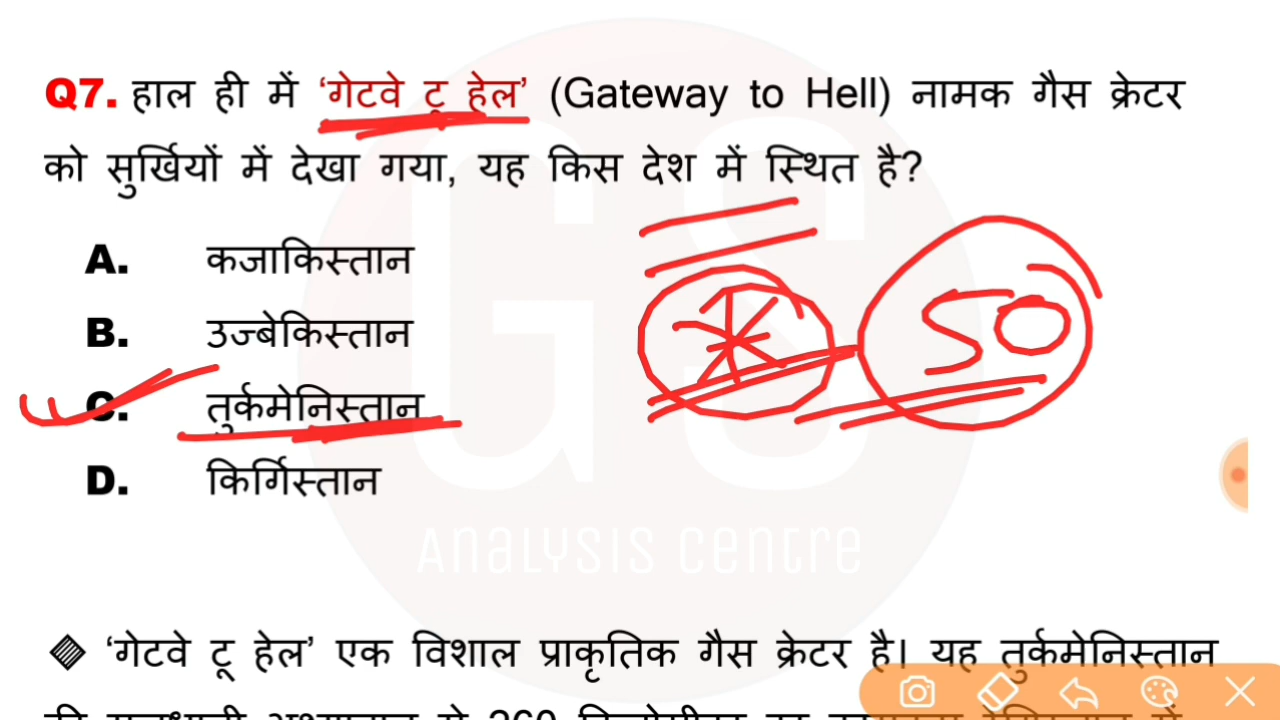 Q7. हाल ही में ‘गेटवे टू हेल’ (Gateway to Hell) नामक गैस क्रेटर
को सुर्खियों में देखा गया, यह किस देश में स्थित है?
A. कजाकिस्तान
B. उज्बेकिस्तान
C. तुर्कमेनिस्तान
D. किर्गिस्तान
50
GS
Analysis Centre
‘गेटवे टू हेल’ एक विशाल प्राकृतिक गैस क्रेटर है। यह तुर्कमेनिस्तान